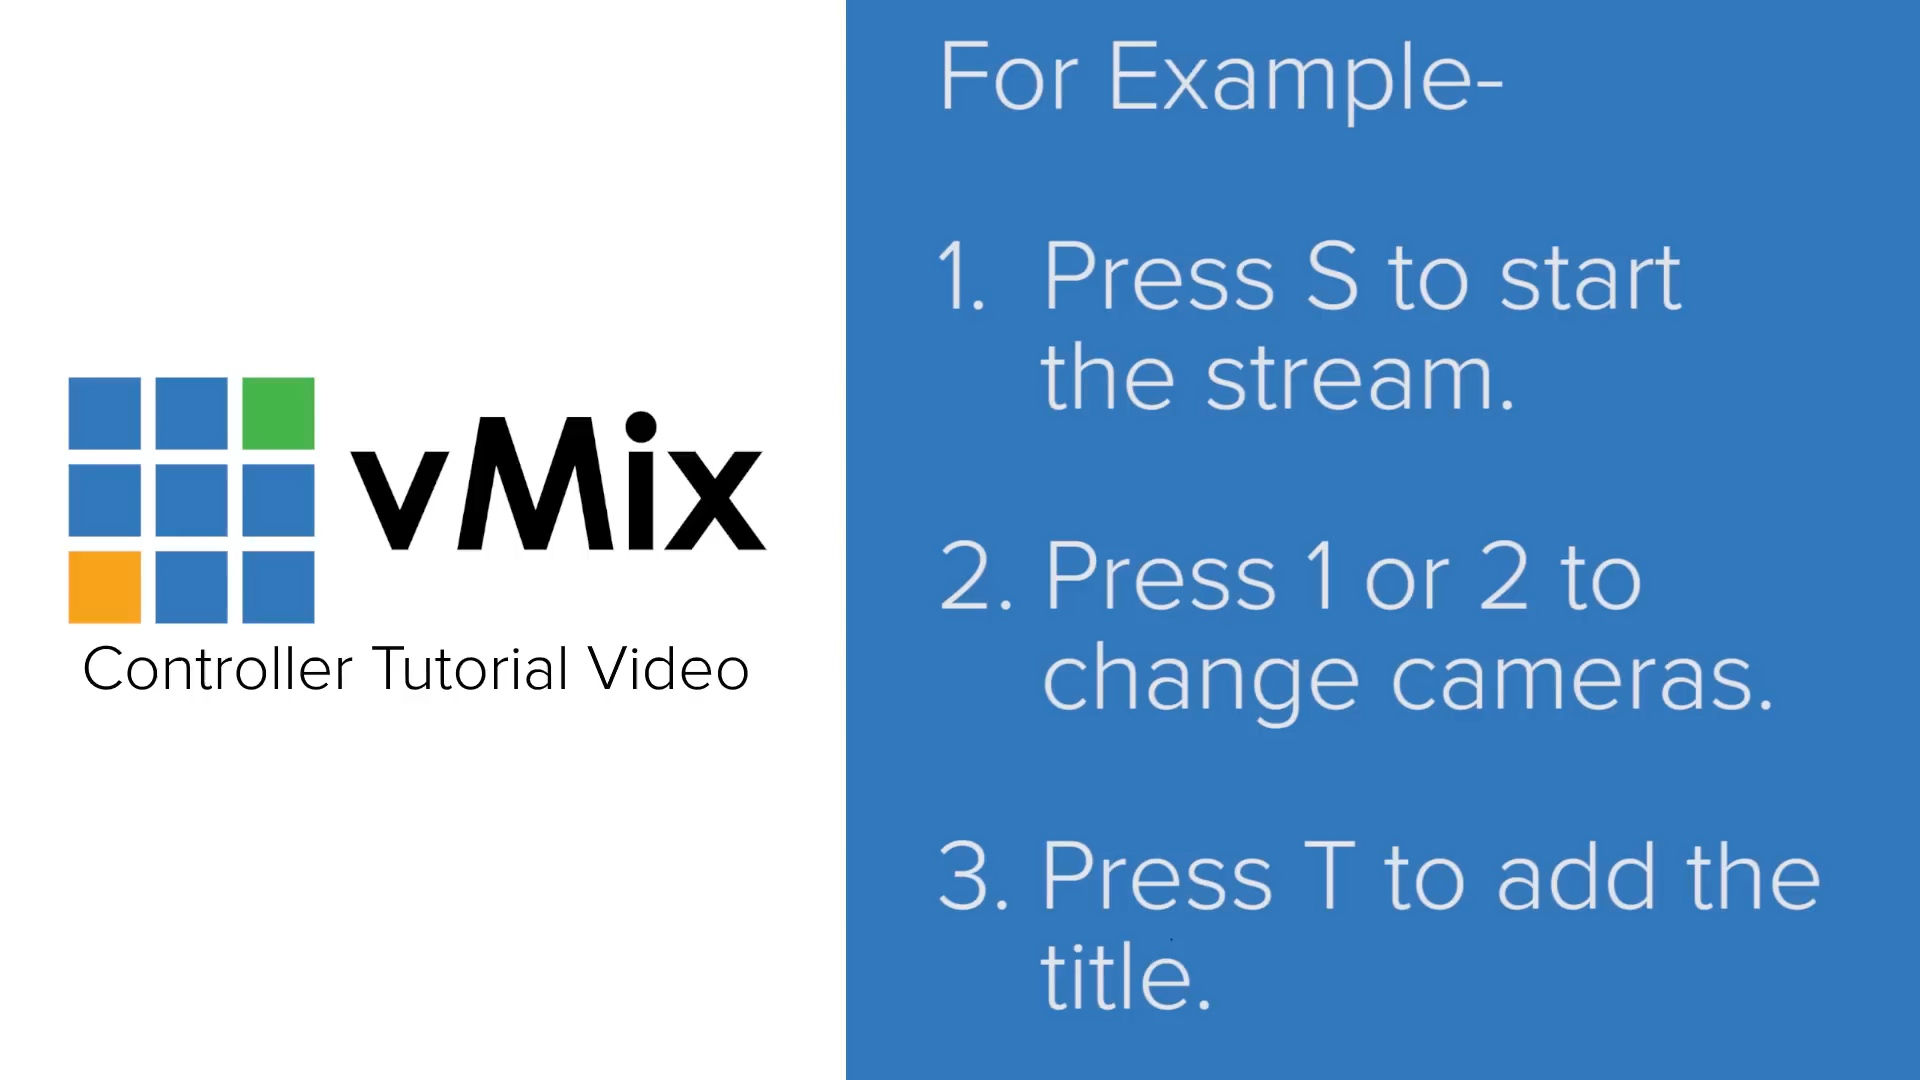 vMix
Controller Tutorial Video
For Example-
1. Press S to start
the stream.
2. Press 1 or 2 to
change cameras.
3. Press T to add the
title.